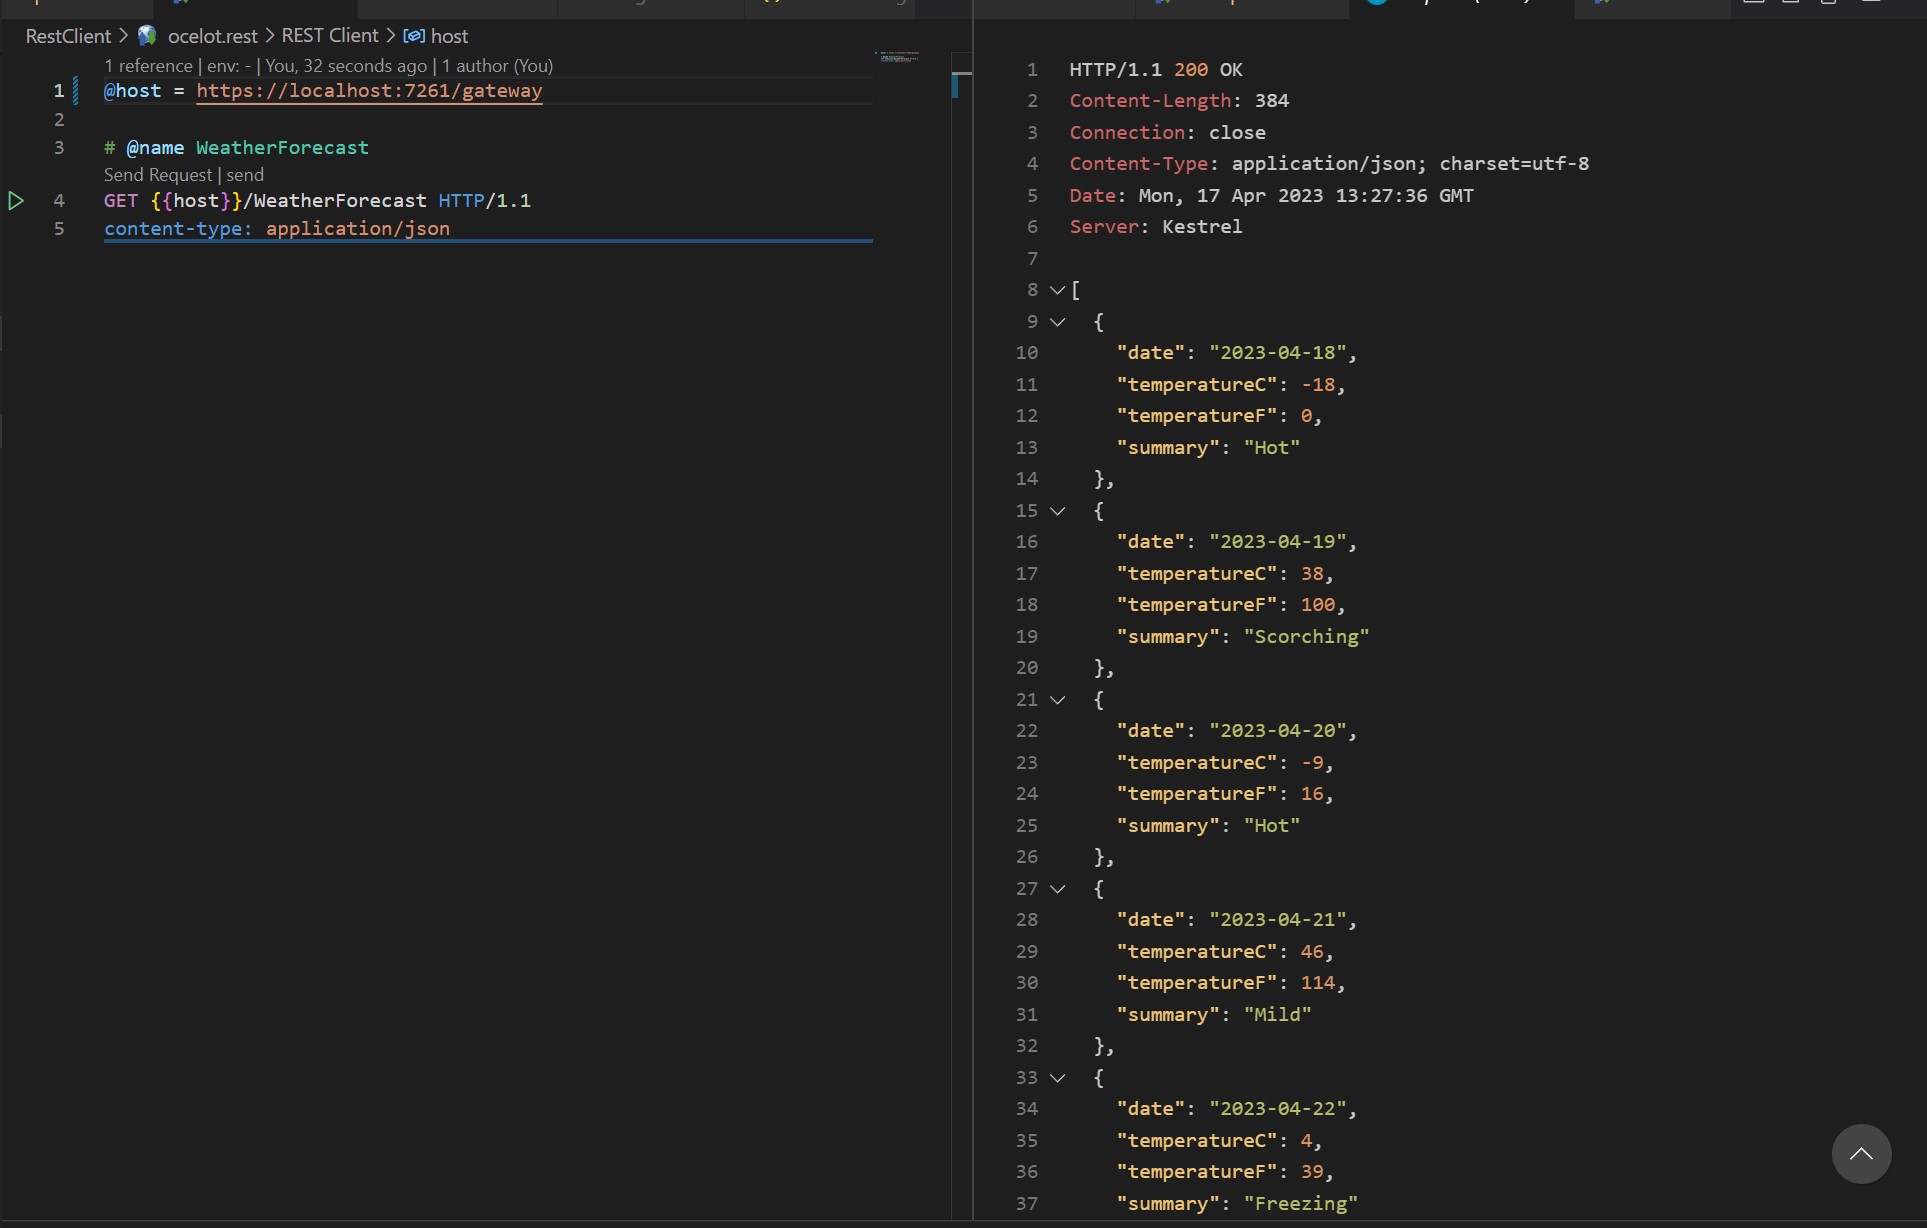 RestClient > ocelot.rest > REST Client > host
1 reference | env: - | You, 32 seconds ago | 1 author (You)
1 @host = https://localhost:7261/gateway
2
3 # @name WeatherForecast
Send Request | send
4 GET {{host}}/WeatherForecast HTTP/1.1
5 content-type: application/json
1 HTTP/1.1 200 OK
2 Content-Length: 384
3 Connection: close
4 Content-Type: application/json; charset=utf-8
5 Date: Mon, 17 Apr 2023 13:27:36 GMT
6 Server: Kestrel
7
8 [
9 {
10 "date": "2023-04-18",
11 "temperatureC": -18,
12 "temperatureF": 0,
13 "summary": "Hot"
14 },
15 {
16 "date": "2023-04-19",
17 "temperatureC": 38,
18 "temperatureF": 100,
19 "summary": "Scorching"
20 },
21 {
22 "date": "2023-04-20",
23 "temperatureC": -9,
24 "temperatureF": 16,
25 "summary": "Hot"
26 },
27 {
28 "date": "2023-04-21",
29 "temperatureC": 46,
30 "temperatureF": 114,
31 "summary": "Mild"
32 },
33 {
34 "date": "2023-04-22",
35 "temperatureC": 4,
36 "temperatureF": 39,
37 "summary": "Freezing"